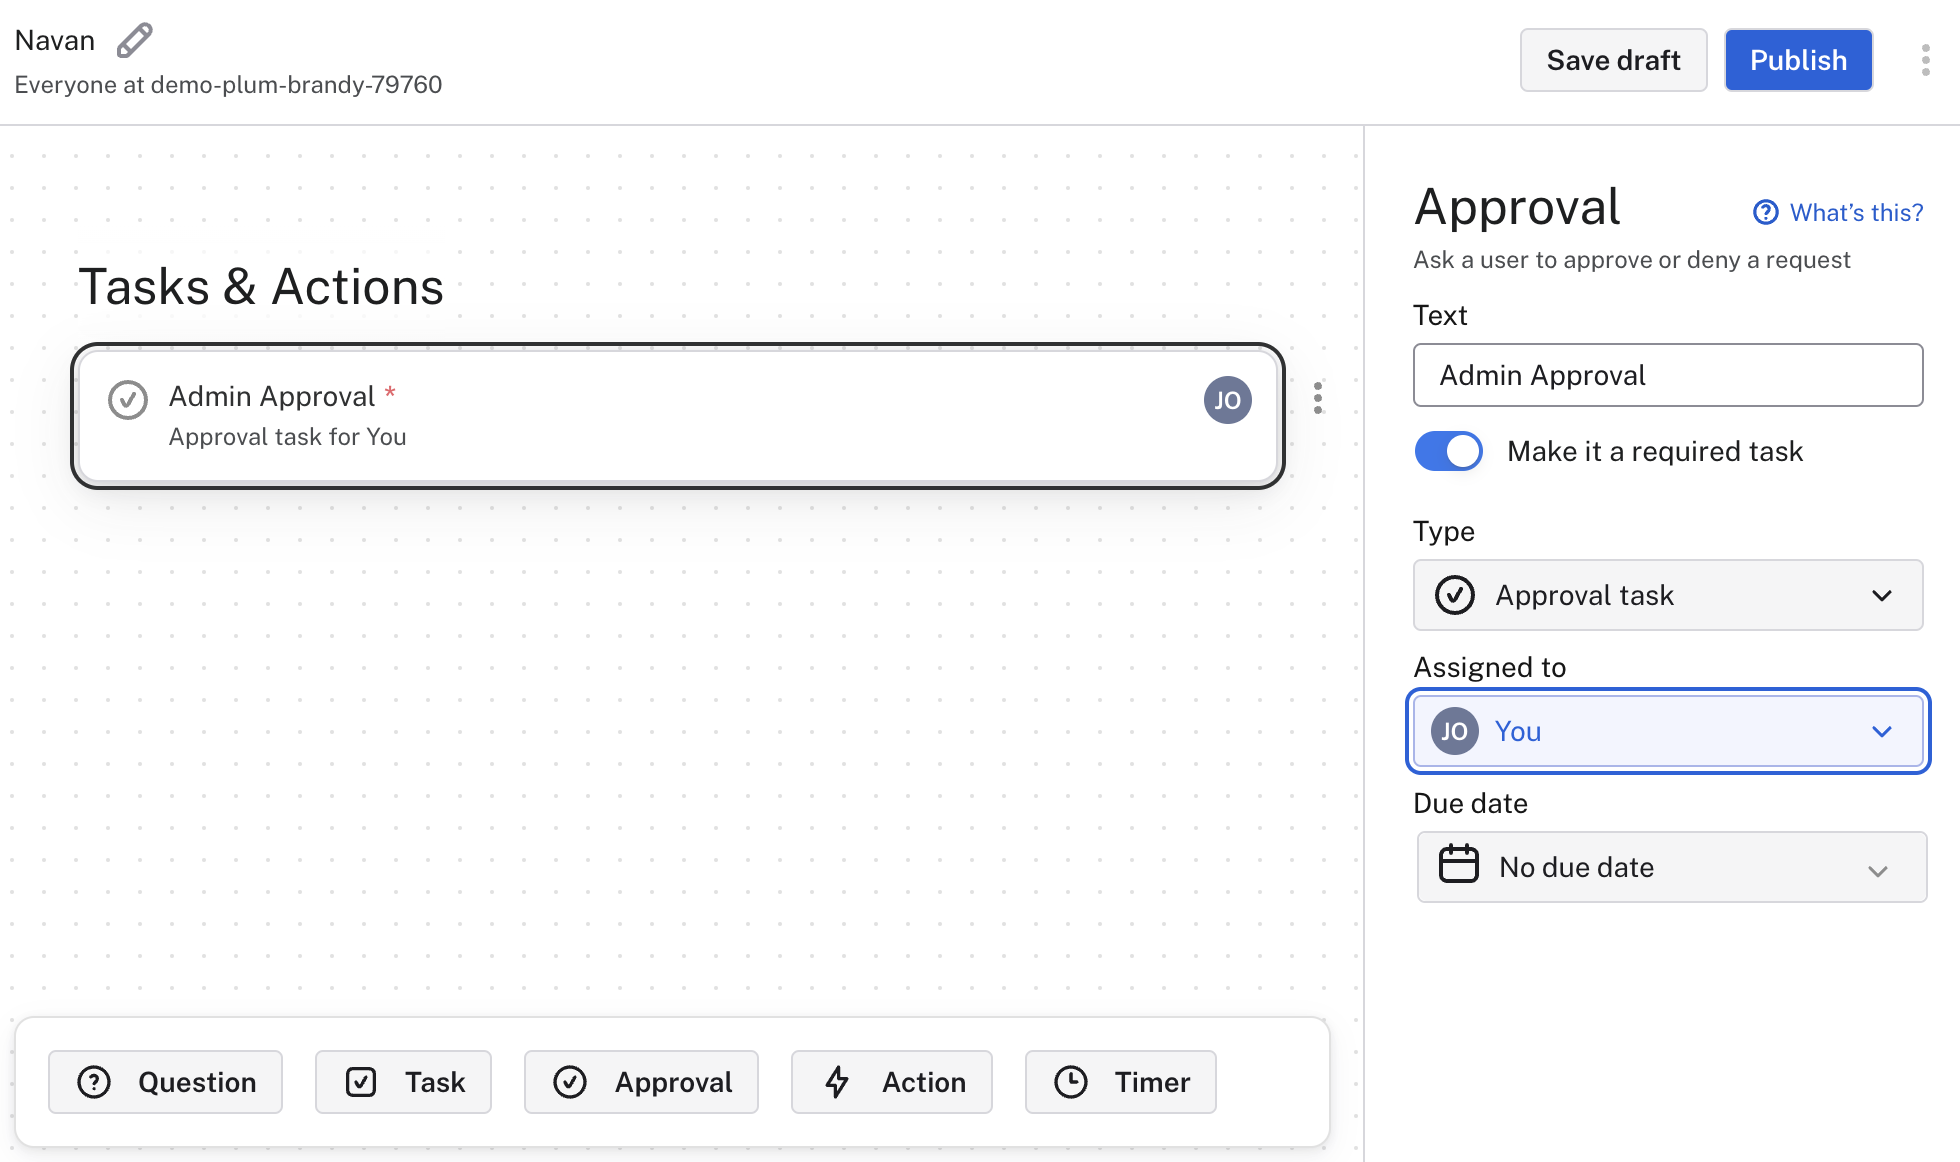 Navan
Everyone at demo-plum-brandy-79760
Save draft
Publish
Tasks & Actions
Admin Approval *
Approval task for You
JO
Question
Task
Approval
Action
Timer
Approval
What’s this?
Ask a user to approve or deny a request
Text
Admin Approval
Make it a required task
Type
Approval task
Assigned to
JO You
Due date
No due date